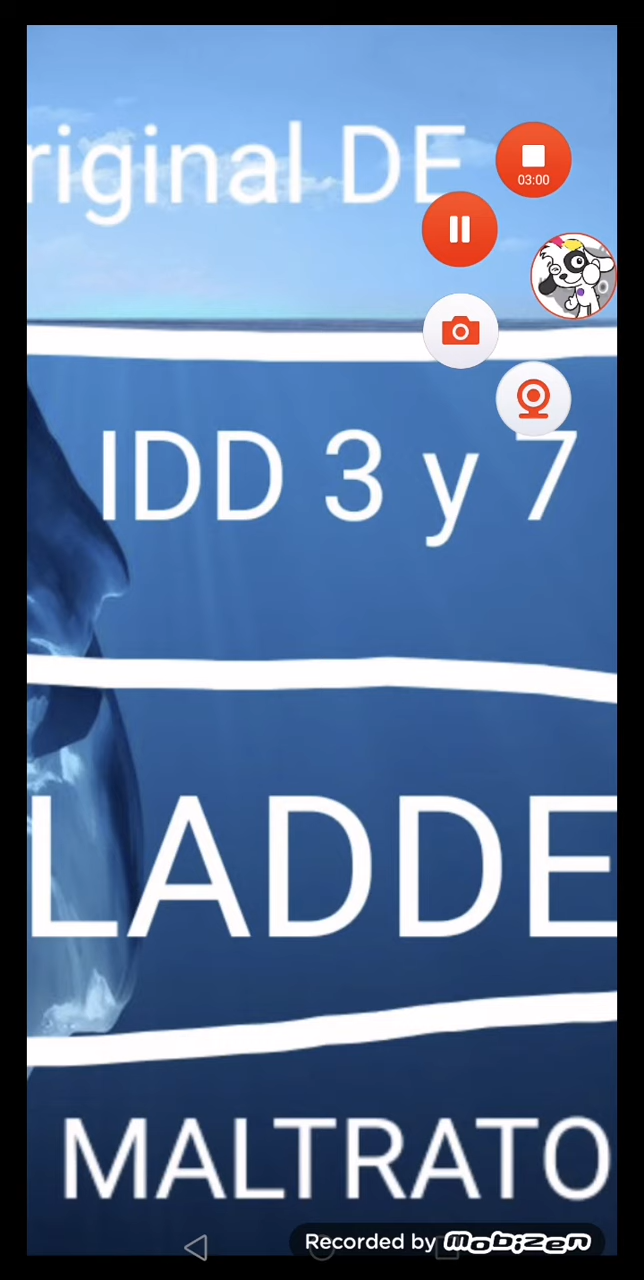 riginal DE
03:00
IDD 3 y 7
LADDE
MALTRATO
Recorded by mobizen